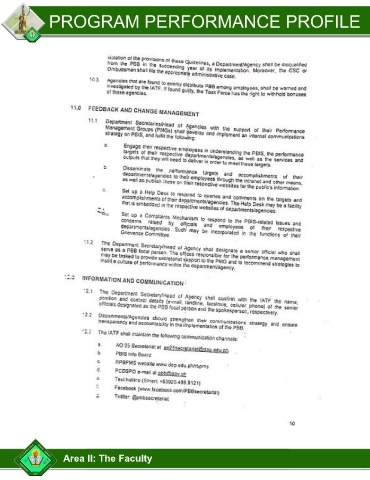 PROGRAM PERFORMANCE PROFILE
violation of the provisions of these Guidelines, a Department/Agency shall be disqualified
from the PBB in the succeeding year of its implementation. Moreover, the CSC or
Ombudsman shall file the appropriate administrative case.
10.3 Agencies that are found to evenly distribute PBB among employees, shall be warned and
investigated by the IATF. If found guilty, the Task Force has the right to withhold bonuses
of those agencies.
11.0 FEEDBACK AND CHANGE MANAGEMENT
11.1 Department Secretaries/Head of Agencies with the support of their Performance
Management Groups (PMGs) shall develop and implement an internal communications
strategy on PBIS, and fulfill the following:
a. Engage their respective employees in understanding the PBIS, the performance
targets of their respective departments/agencies, as well as the services and
outputs that they will need to deliver in order to meet these targets.
b. Disseminate the performance targets and accomplishments of their
departments/agencies to their employees through the intranet and other means,
as well as publish these on their respective websites for the public's information.
c. Set up a Help Desk to respond to queries and comments on the targets and
accomplishments of their departments/agencies. The Help Desk may be a facility
that is embedded in the respective websites of departments/agencies.
Set up a Complaints Mechanism to respond to the PBIS-related issues and
concerns raised by officials and employees of their respective
departments/agencies. Such may be incorporated in the functions of their
Grievance Committee.
11.2 The Department Secretary/Head of Agency shall designate a senior official who shall
serve as a PBB focal person. The offices responsible for the performance management
may be tasked to provide secretariat support to the PMG and to recommend strategies to
instill a culture of performance within the department/agency.
INFORMATION AND COMMUNICATION
12.1 The Department Secretary/Head of Agency shall confirm with the IATF the name,
position and contact details (e-mail, landline, facsimile, cellular phone) of the senior
officials designated as the PBB focal person and the spokesperson, respectively.
12.2 Departments/Agencies should strengthen their communications strategy and ensure
transparency and accountability in the implementation of the PBB.
The IATF shall maintain the following communication channels:
a. AO 25 Secretariat at ao25secretariat@dap.edu.ph
b. PBIS Info Board
c. RPBPMS website www.dap.edu.ph/rbpms
d. PCDSPO e-mail at pbb@gov.ph
e. Text hotline (Smart: +63920.498.9121)
f. Facebook (www.facebook.com/PBBsecretariat)
Twitter: @pbbsecretariat
10
Area II: The Faculty